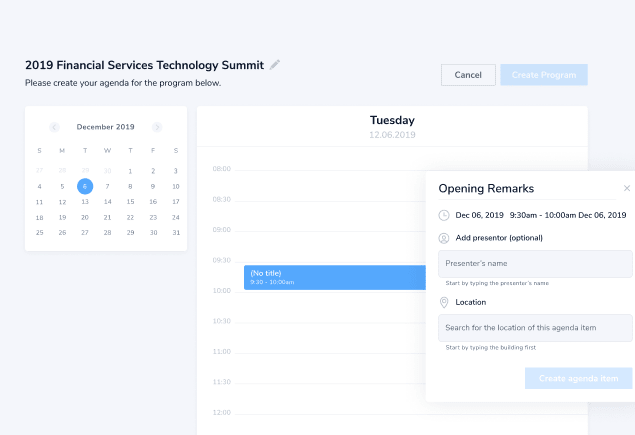 2019 Financial Services Technology Summit
Please create your agenda for the program below.
Cancel
Create Program
December 2019
S M T W T F S
27 28 29 30 1 2 3
4 5 6 7 8 9 10
11 12 13 14 15 16 17
18 19 20 21 22 23 24
25 26 27 28 29 30 31
Tuesday
12.06.2019
08:00
08:30
09:00
09:30
(No title)
9:30 - 10:00am
10:00
10:30
11:00
11:30
12:00
Opening Remarks
Dec 06, 2019 9:30am - 10:00am Dec 06, 2019
Add presentor (optional)
Presenter's name
Start by typing the presenter's name
Location
Search for the location of this agenda item
Start by typing the building first
Create agenda item